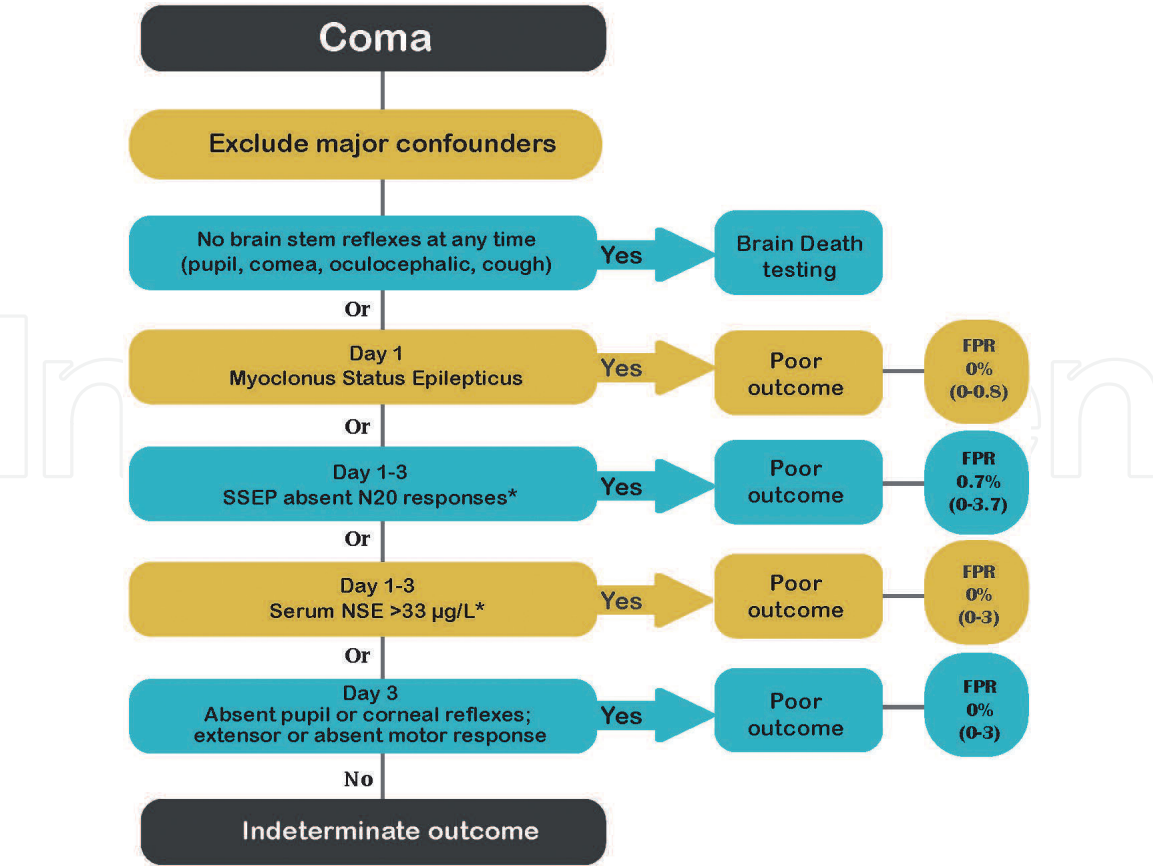 Coma
Exclude major confounders
No brain stem reflexes at any time
(pupil, comea, oculocephalic, cough)
Yes
Brain Death
testing
Or
Day 1
Myoclonus Status Epilepticus
Yes
Poor
outcome
FPR
0%
(0-0.8)
Or
Day 1-3
SSEP absent N20 responses*
Yes
Poor
outcome
FPR
0.7%
(0-3.7)
Or
Day 1-3
Serum NSE >33 µg/L*
Yes
Poor
outcome
FPR
0%
(0-3)
Or
Day 3
Absent pupil or corneal reflexes;
extensor or absent motor response
Yes
Poor
outcome
FPR
0%
(0-3)
No
Indeterminate outcome